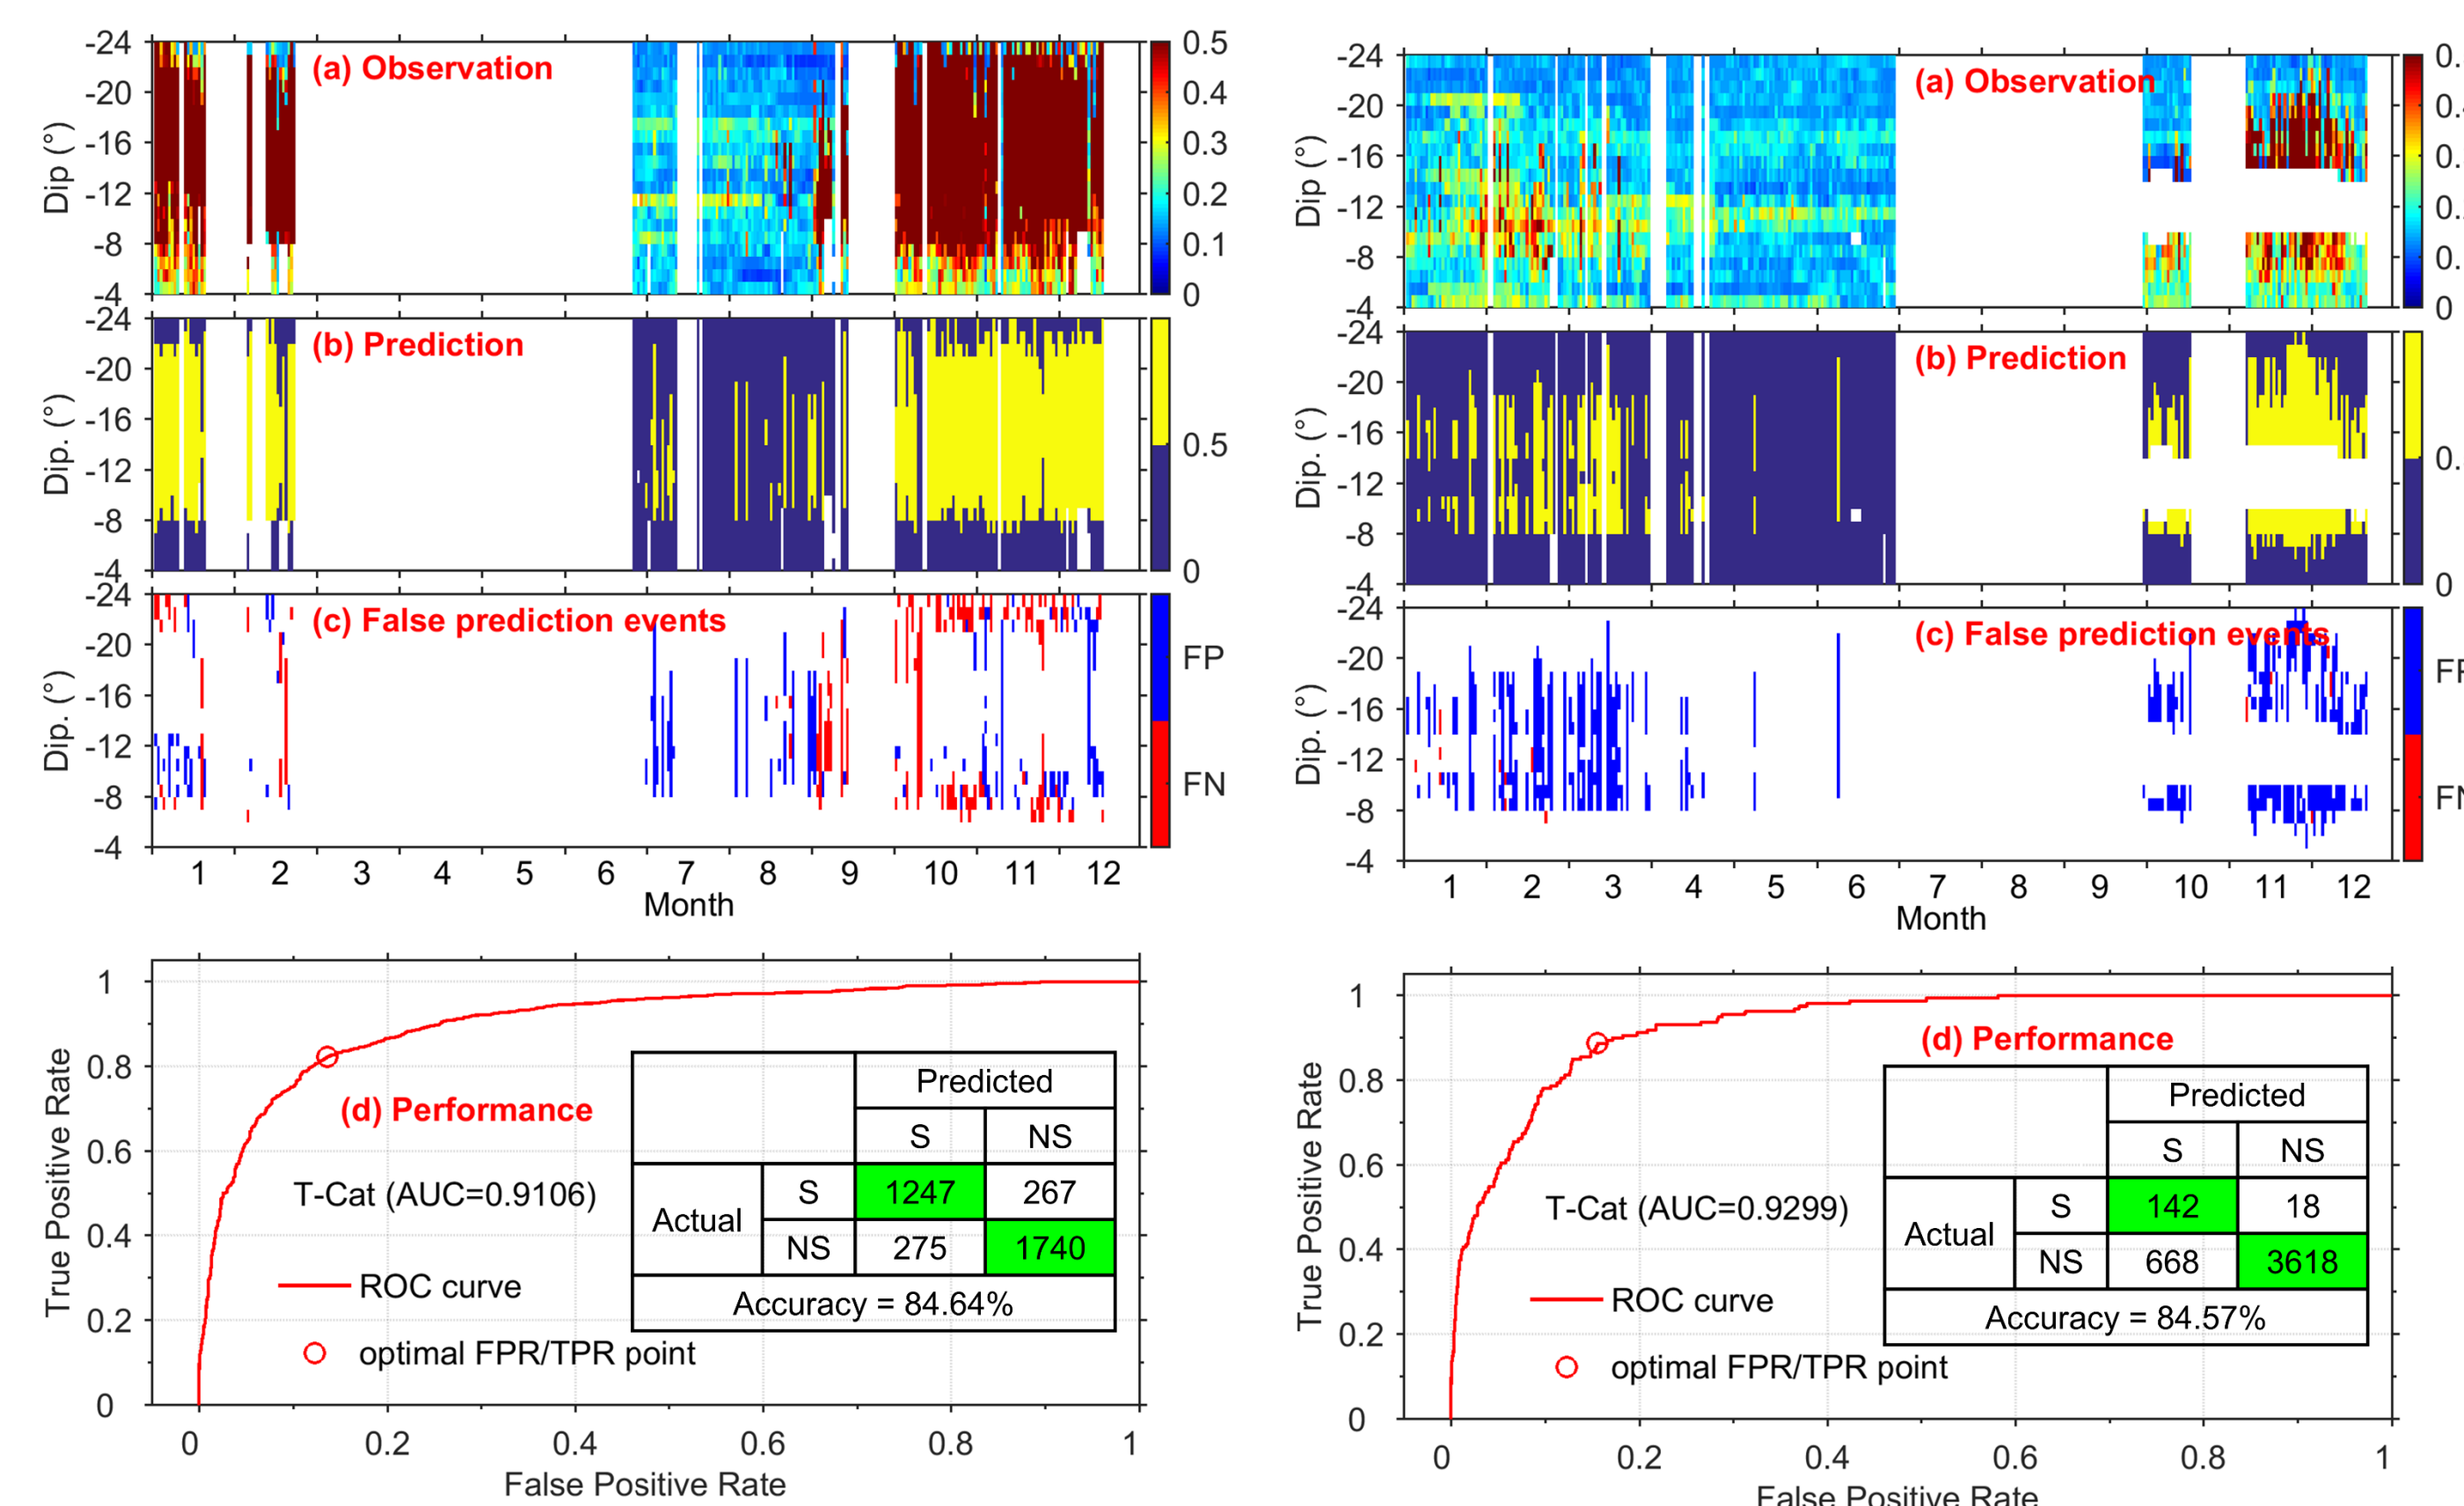 (a) Observation
Dip (°)
-24
-20
-16
-12
-8
-4
0.5
0.4
0.3
0.2
0.1
0
(b) Prediction
Dip. (°)
-24
-20
-16
-12
-8
-4
0.5
0
(c) False prediction events
Dip. (°)
-24
-20
-16
-12
-8
-4
FP
FN
1 2 3 4 5 6 7 8 9 10 11 12
Month
True Positive Rate
1
0.8
0.6
0.4
0.2
0
(d) Performance
T-Cat (AUC=0.9106)
ROC curve
optimal FPR/TPR point
Predicted
S NS
Actual
S 1247 267
NS 275 1740
Accuracy = 84.64%
0 0.2 0.4 0.6 0.8 1
False Positive Rate
(a) Observation
Dip (°)
-24
-20
-16
-12
-8
-4
0.
0.
0.
0.
0.
0
(b) Prediction
Dip. (°)
-24
-20
-16
-12
-8
-4
0.
0
(c) False prediction events
Dip. (°)
-24
-20
-16
-12
-8
-4
1 2 3 4 5 6 7 8 9 10 11 12
Month
True Positive Rate
1
0.8
0.6
0.4
0.2
0
(d) Performance
T-Cat (AUC=0.9299)
ROC curve
optimal FPR/TPR point
Predicted
S NS
Actual
S 142 18
NS 668 3618
Accuracy = 84.57%
0 0.2 0.4 0.6 0.8 1
False Positive Rate